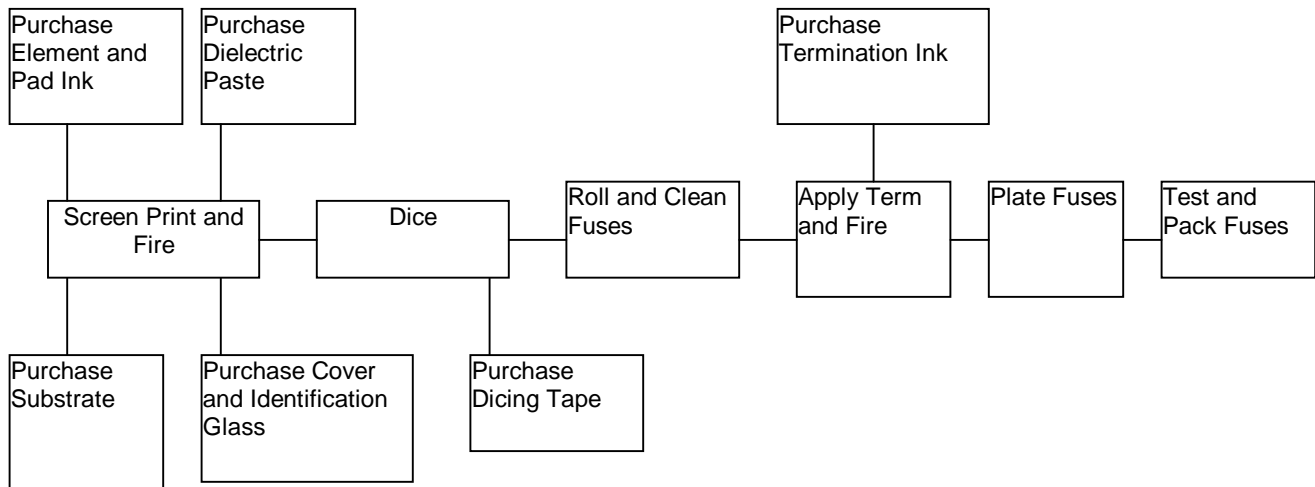 Purchase
Element and
Pad Ink
Purchase
Dielectric
Paste
Purchase
Termination Ink
Screen Print and
Fire
Dice
Roll and Clean
Fuses
Apply Term
and Fire
Plate Fuses
Test and
Pack Fuses
Purchase
Substrate
Purchase Cover
and Identification
Glass
Purchase
Dicing Tape